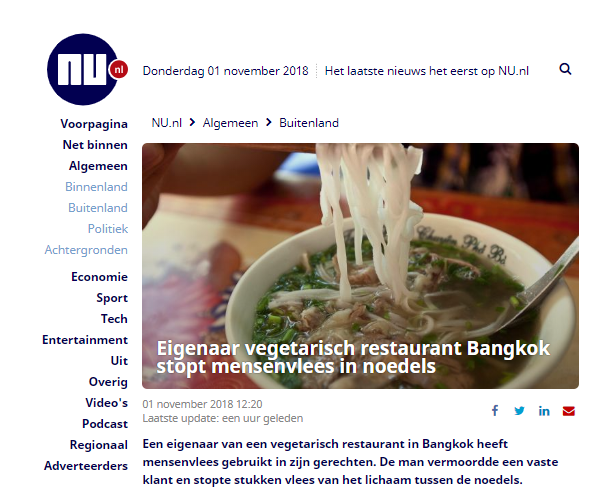 NU
nl
Donderdag 01 november 2018
Het laatste nieuws het eerst op NU.nl
Voorpagina
Net binnen
Algemeen
Binnenland
Buitenland
Politiek
Achtergronden
Economie
Sport
Tech
Entertainment
Uit
Overig
Video's
Podcast
Regionaal
Adverteerders
NU.nl > Algemeen > Buitenland
Eigenaar vegetarisch restaurant Bangkok
stopt mensenvlees in noedels
01 november 2018 12:20
Laatste update: een uur geleden
Een eigenaar van een vegetarisch restaurant in Bangkok heeft
mensenvlees gebruikt in zijn gerechten. De man vermoordde een vaste
klant en stopte stukken vlees van het lichaam tussen de noedels.